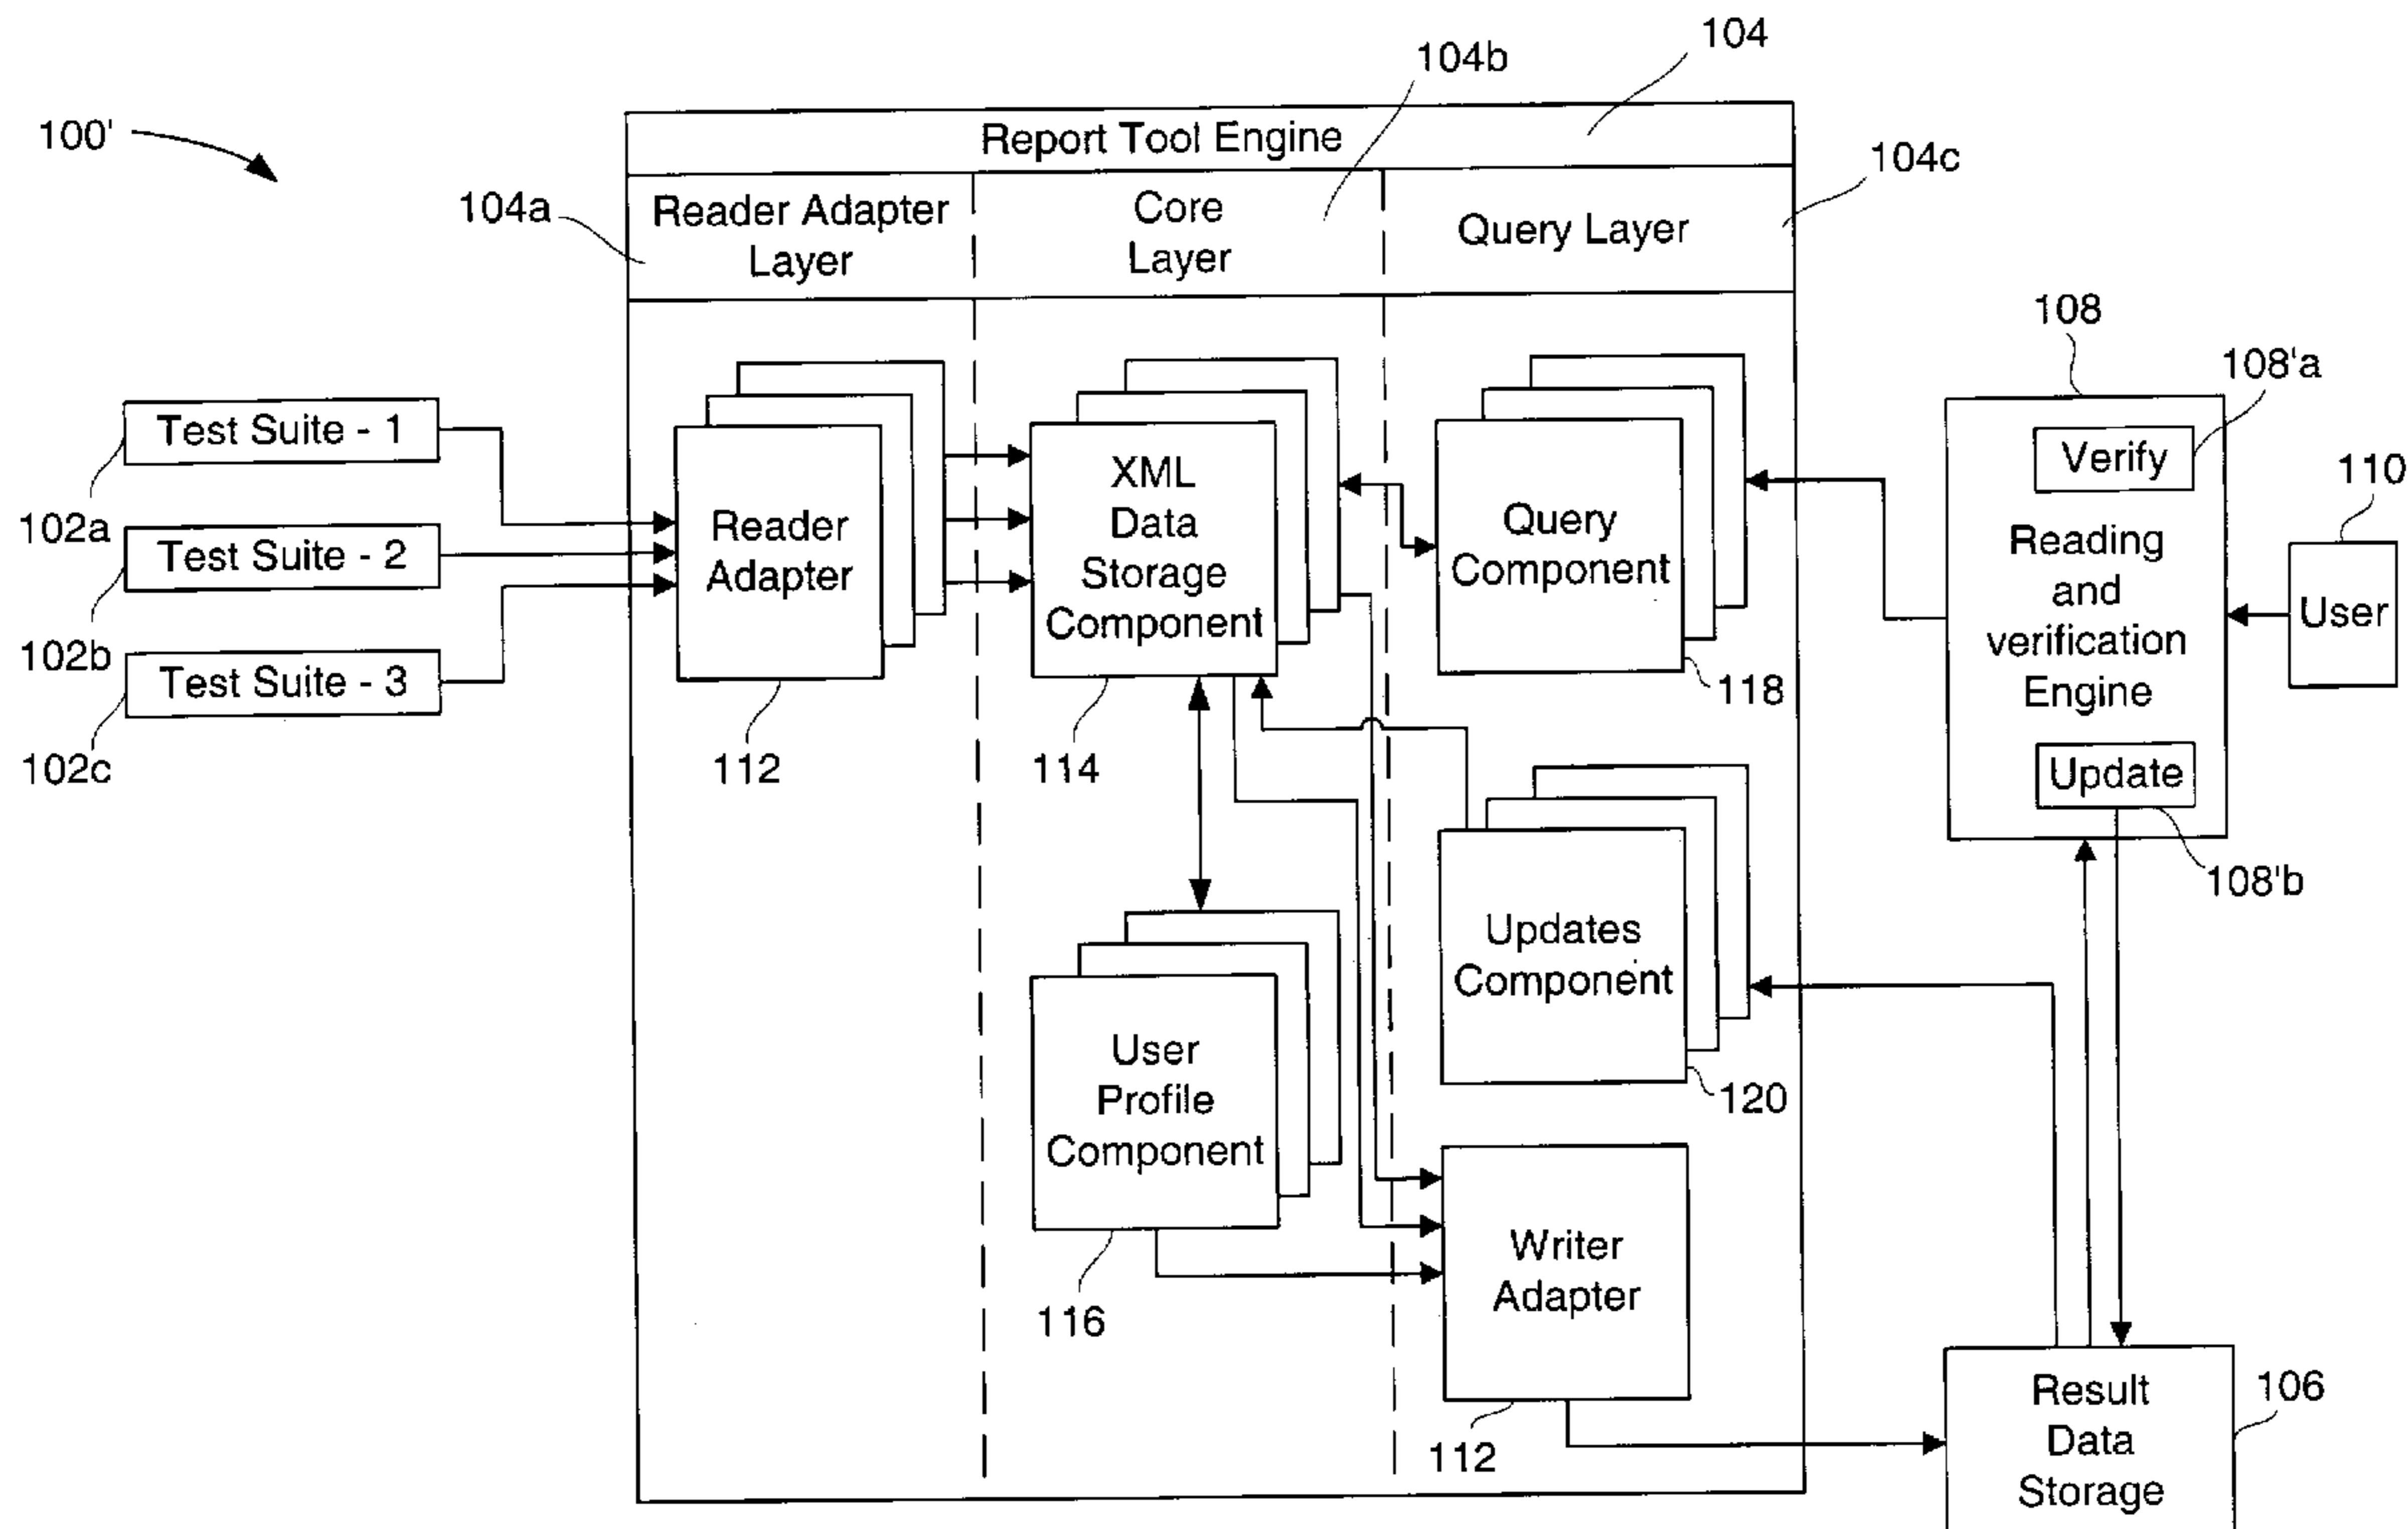 100'
104
104b
104c
104a
Report Tool Engine
Reader Adapter
Layer
Core
Layer
Query Layer
Test Suite - 1
102a
Test Suite - 2
102b
Test Suite - 3
102c
Reader
Adapter
112
XML
Data
Storage
Component
114
Query
Component
118
108
108'a
Verify
Reading
and
verification
Engine
Update
108'b
110
User
Updates
Component
120
User
Profile
Component
116
Writer
Adapter
112
Result
Data
Storage
106